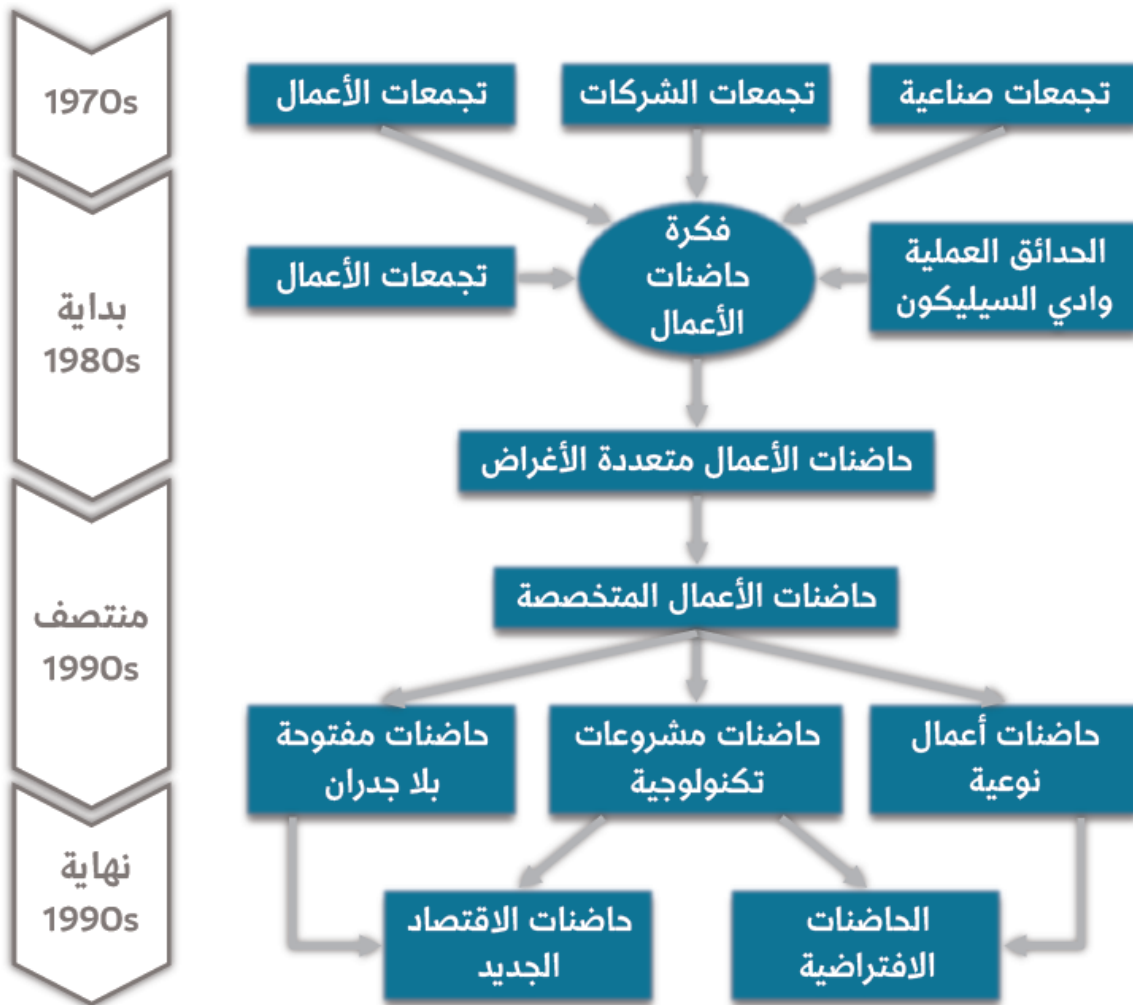 1970s
تجمعات صناعية
تجمعات الشركات
تجمعات الأعمال
بداية
1980s
فكرة
حاضنات
الأعمال
الحدائق العملية
وادي السيليكون
تجمعات الأعمال
حاضنات الأعمال متعددة الأغراض
منتصف
1990s
حاضنات الأعمال المتخصصة
حاضنات أعمال
نوعية
حاضنات مشروعات
تكنولوجية
حاضنات مفتوحة
بلا جدران
نهاية
1990s
الحاضنات
الافتراضية
حاضنات الاقتصاد
الجديد